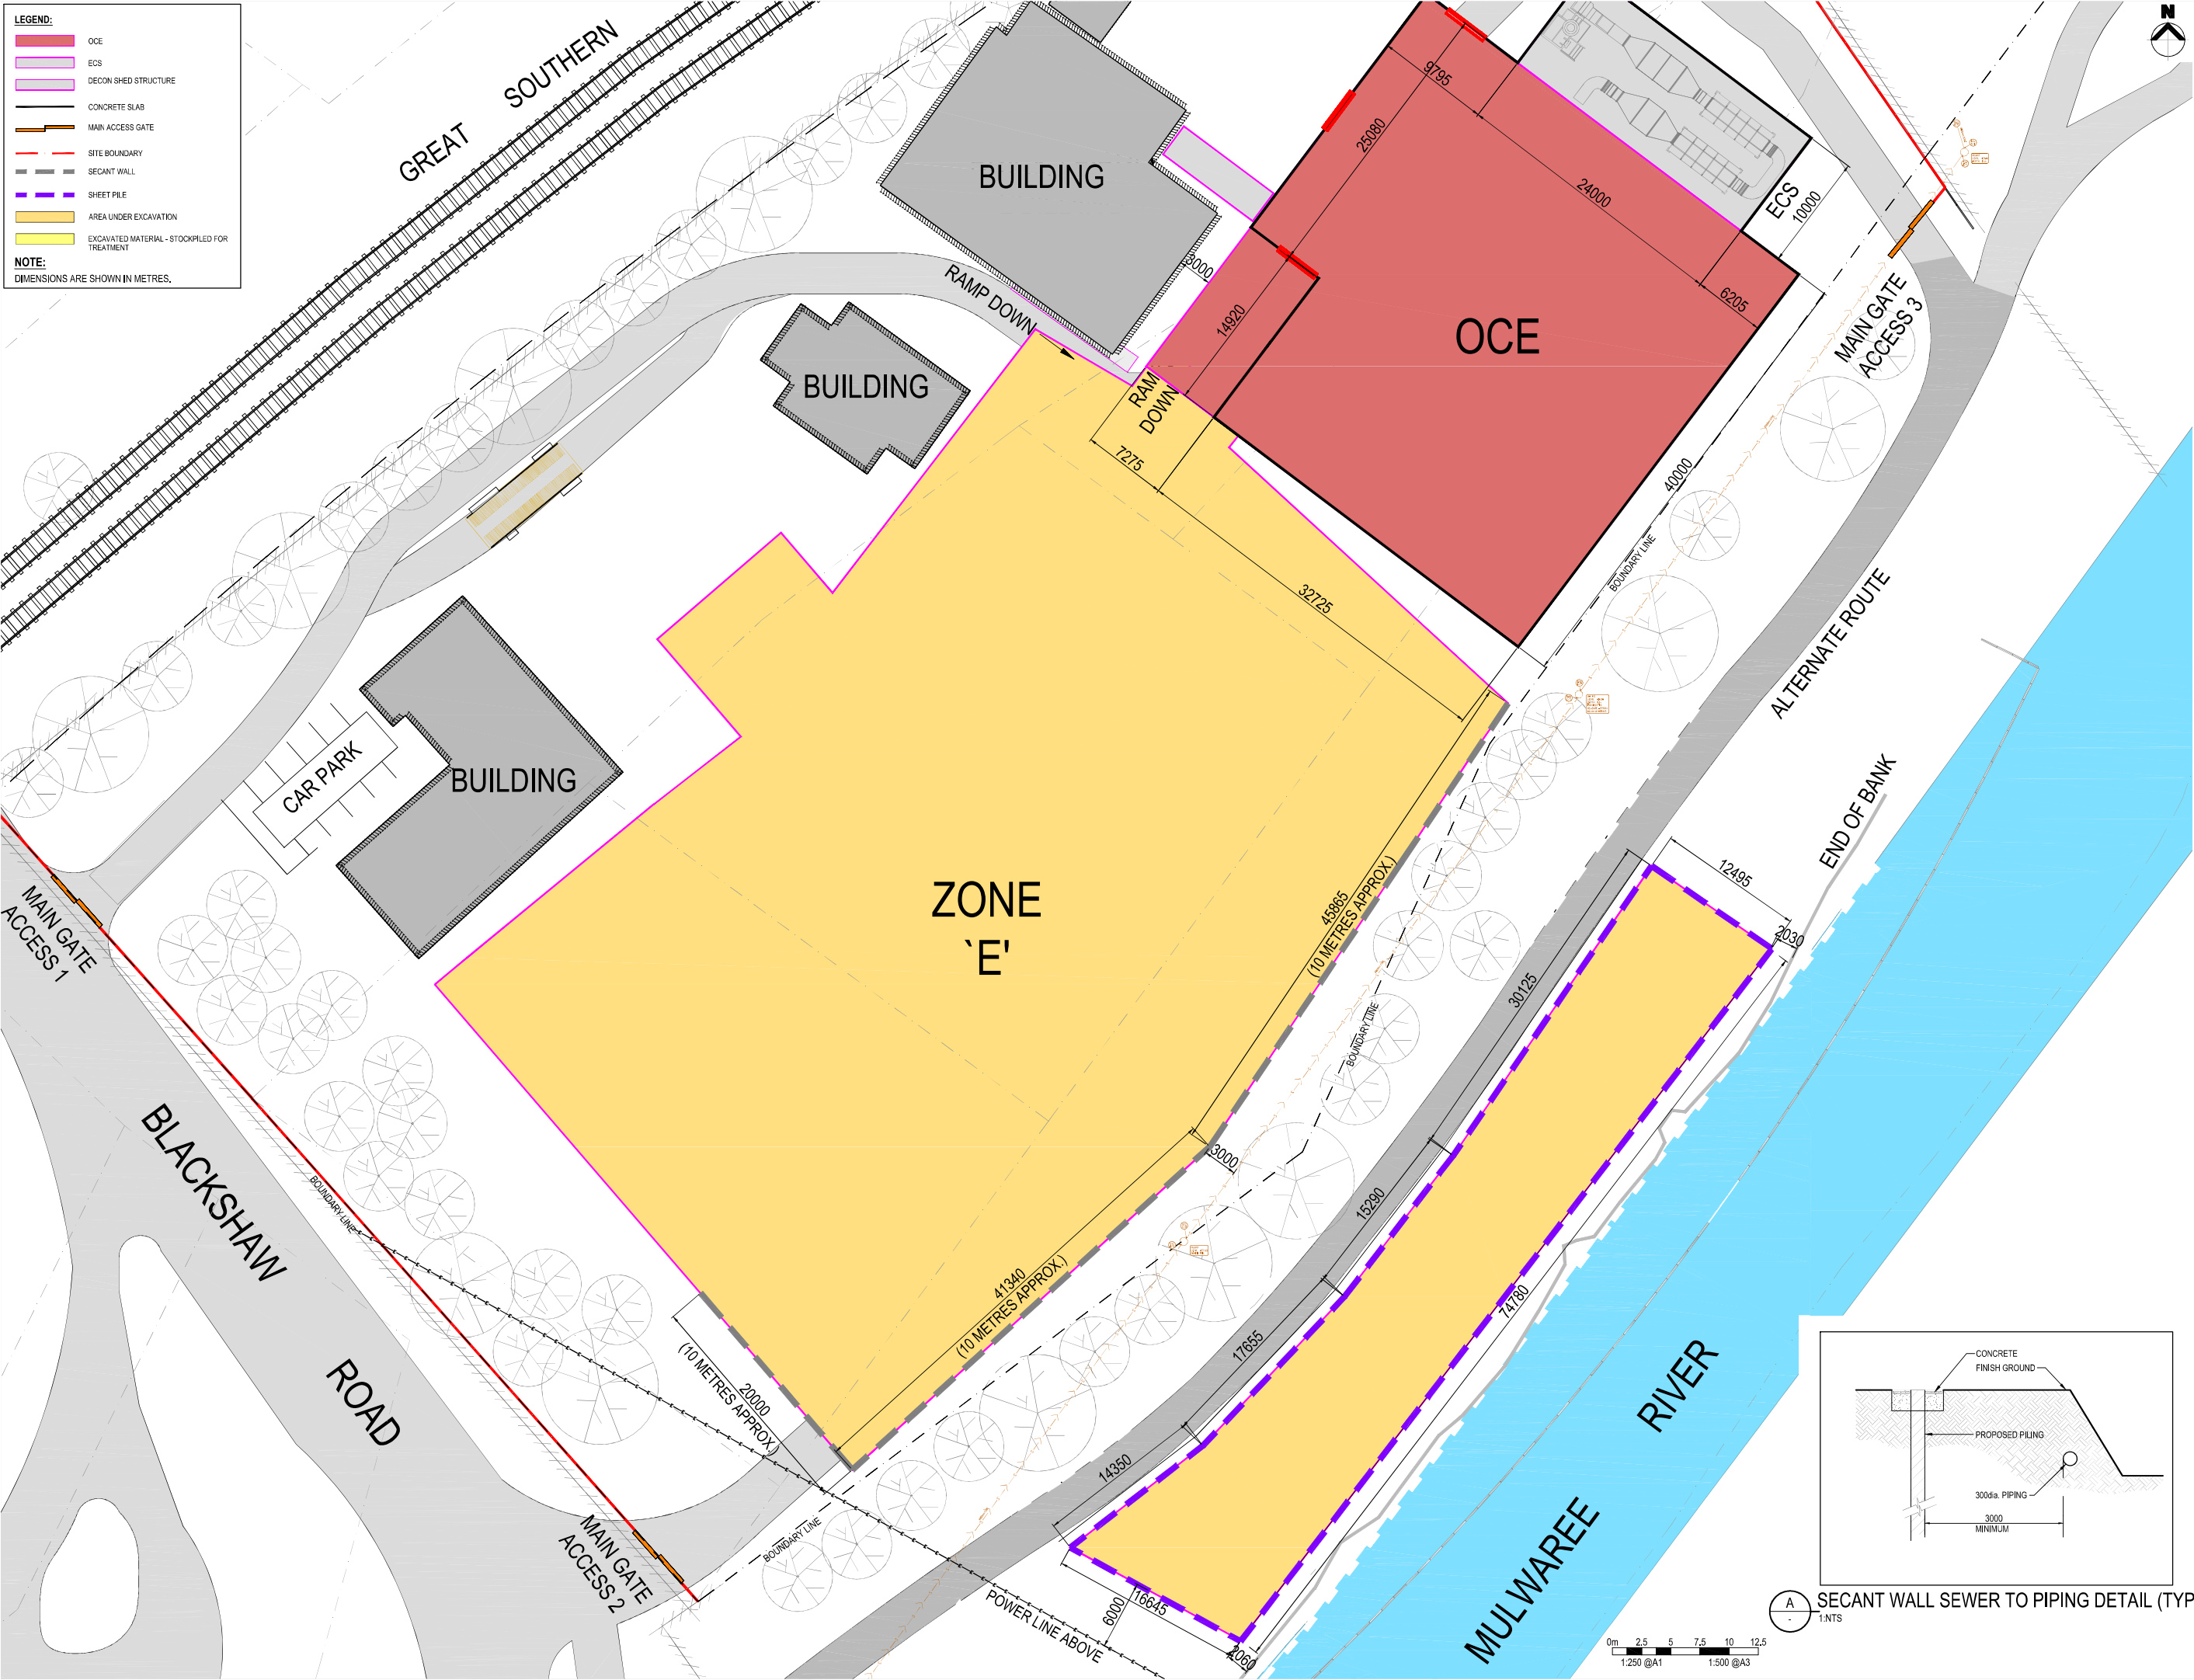 LEGEND:
OCE
ECS
DECON SHED STRUCTURE
CONCRETE SLAB
MAIN ACCESS GATE
SITE BOUNDARY
SECANT WALL
SHEET PILE
AREA UNDER EXCAVATION
EXCAVATED MATERIAL - STOCKPILED FOR
TREATMENT
NOTE:
DIMENSIONS ARE SHOWN IN METRES.
N
GREAT SOUTHERN
BUILDING
9795
25080
24000
ECS
10000
6205
3000
14920
OCE
MAIN GATE
ACCESS 3
RAMP DOWN
BUILDING
RAM
DOWN
7275
32725
40000
BOUNDARY LINE
ALTERNATE ROUTE
CAR PARK
BUILDING
ZONE
`E'
45865
(10 METRES APPROX.)
BOUNDARY LINE
END OF BANK
12495
2030
30125
MAIN GATE
ACCESS 1
BLACKSHAW
ROAD
BOUNDARY LINE
3000
15290
41340
(10 METRES APPROX.)
20000
(10 METRES APPROX.)
17655
74780
14350
BOUNDARY LINE
MAIN GATE
ACCESS 2
POWER LINE ABOVE
6000
16645
2060
MULWAREE
RIVER
CONCRETE
FINISH GROUND
PROPOSED PILING
300dia. PIPING
3000
MINIMUM
A
-
SECANT WALL SEWER TO PIPING DETAIL (TYP
1:NTS
0m 2.5 5 7.5 10 12.5
1:250 @A1 1:500 @A3